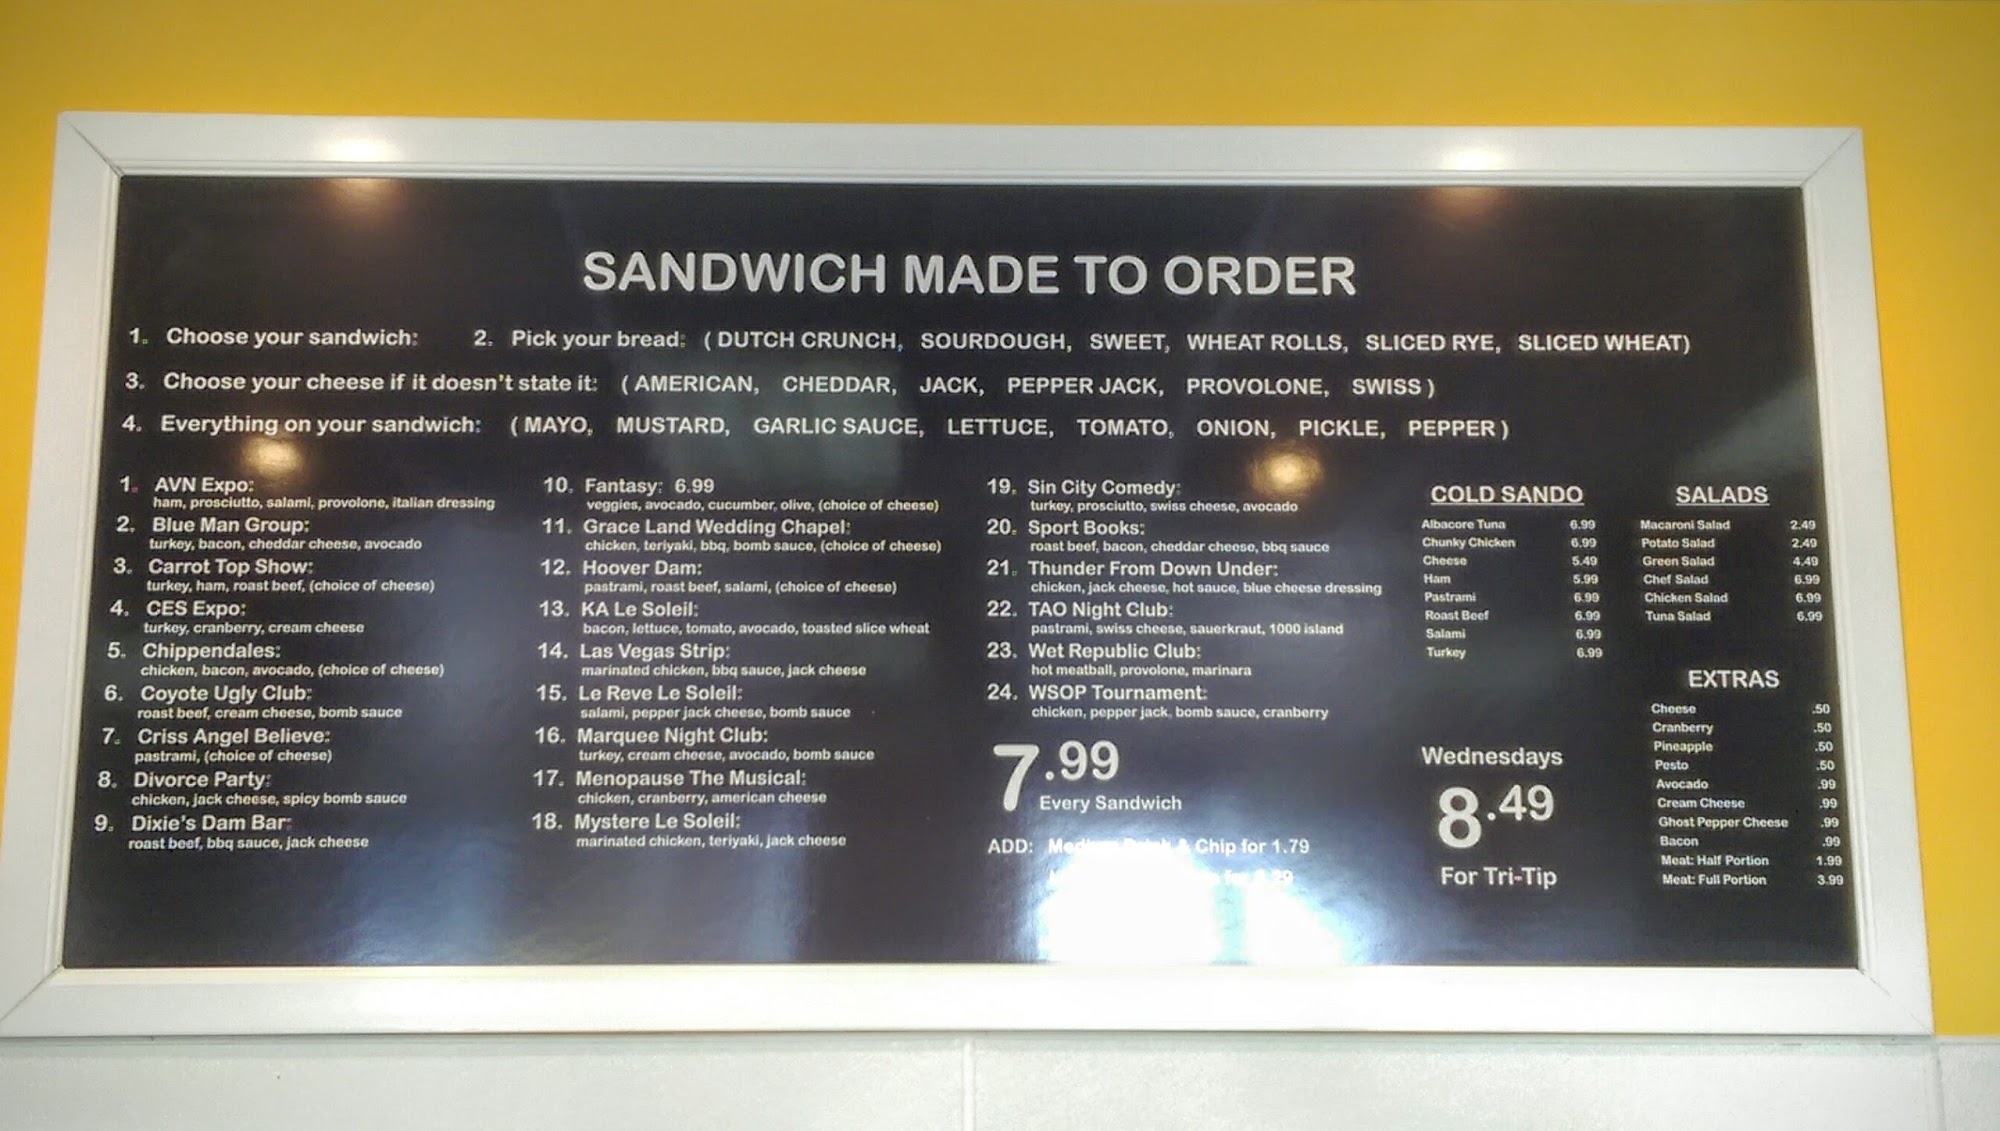 SANDWICH MADE TO ORDER
1. Choose your sandwich: 2. Pick your bread: ( DUTCH CRUNCH, SOURDOUGH, SWEET, WHEAT ROLLS, SLICED RYE, SLICED WHEAT)
3. Choose your cheese if it doesn't state it: ( AMERICAN, CHEDDAR, JACK, PEPPER JACK, PROVOLONE, SWISS )
4. Everything on your sandwich: ( MAYO, MUSTARD, GARLIC SAUCE, LETTUCE, TOMATO, ONION, PICKLE, PEPPER )
1. AVN Expo:
ham, prosciutto, salami, provolone, italian dressing
2. Blue Man Group:
turkey, bacon, cheddar cheese, avocado
3. Carrot Top Show:
turkey, ham, roast beef, (choice of cheese)
4. CES Expo:
turkey, cranberry, cream cheese
5. Chippendales:
chicken, bacon, avocado, (choice of cheese)
6. Coyote Ugly Club:
roast beef, cream cheese, bomb sauce
7. Criss Angel Believe:
pastrami, (choice of cheese)
8. Divorce Party:
chicken, jack cheese, spicy bomb sauce
9. Dixie's Dam Bar:
roast beef, bbq sauce, jack cheese
10. Fantasy: 6.99
veggies, avocado, cucumber, olive, (choice of cheese)
11. Grace Land Wedding Chapel:
chicken, teriyaki, bbq, bomb sauce, (choice of cheese)
12. Hoover Dam:
pastrami, roast beef, salami, (choice of cheese)
13. KA Le Soleil:
bacon, lettuce, tomato, avocado, toasted slice wheat
14. Las Vegas Strip:
marinated chicken, bbq sauce, jack cheese
15. Le Reve Le Soleil:
salami, pepper jack cheese, bomb sauce
16. Marquee Night Club:
turkey, cream cheese, avocado, bomb sauce
17. Menopause The Musical:
chicken, cranberry, american cheese
18. Mystere Le Soleil:
marinated chicken, teriyaki, jack cheese
19. Sin City Comedy:
turkey, prosciutto, swiss cheese, avocado
20. Sport Books:
roast beef, bacon, cheddar cheese, bbq sauce
21. Thunder From Down Under:
chicken, jack cheese, hot sauce, blue cheese dressing
22. TAO Night Club:
pastrami, swiss cheese, sauerkraut, 1000 island
23. Wet Republic Club:
hot meatball, provolone, marinara
24. WSOP Tournament:
chicken, pepper jack, bomb sauce, cranberry
7.99
Every Sandwich
ADD: & Chip for 1.79
for
COLD SANDO
Albacore Tuna 6.99
Chunky Chicken 6.99
Cheese 5.49
Ham 5.99
Pastrami 6.99
Roast Beef 6.99
Salami 6.99
Turkey 6.99
Wednesdays
8.49
For Tri-Tip
SALADS
Macaroni Salad 2.49
Potato Salad 2.49
Green Salad 4.49
Chef Salad 6.99
Chicken Salad 6.99
Tuna Salad 6.99
EXTRAS
Cheese .50
Cranberry .50
Pineapple .50
Pesto .50
Avocado .99
Cream Cheese .99
Ghost Pepper Cheese .99
Bacon .99
Meat: Half Portion 1.99
Meat: Full Portion 3.99